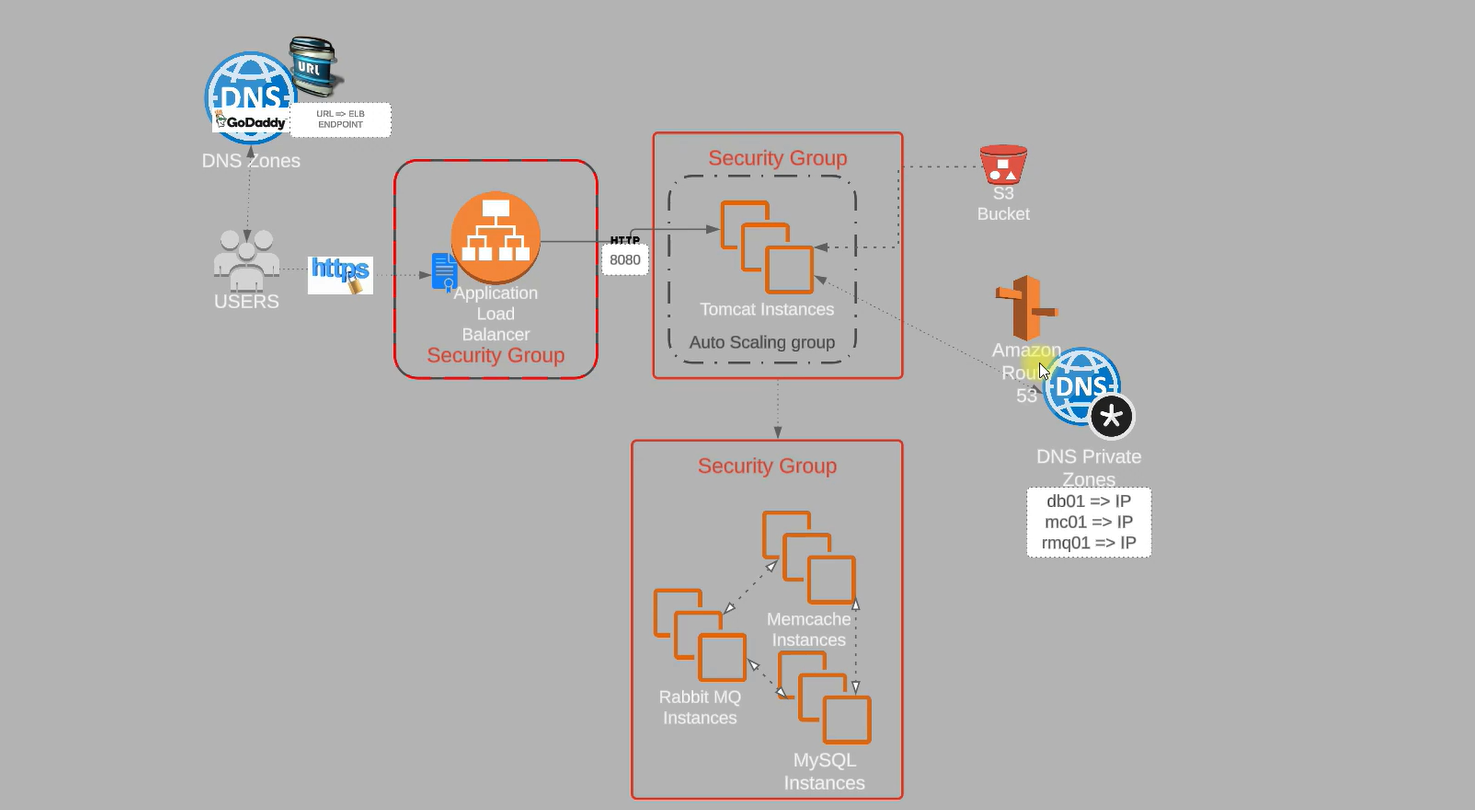 URL
DNS
GoDaddy
URL => ELB
ENDPOINT
DNS Zones
USERS
https
Application
Load
Balancer
Security Group
HTTP
8080
Security Group
Tomcat Instances
Auto Scaling group
S3
Bucket
Amazon
53
DNS
DNS Private
Zones
db01 => IP
mc01 => IP
rmq01 => IP
Security Group
Memcache
Instances
Rabbit MQ
Instances
MySQL
Instances